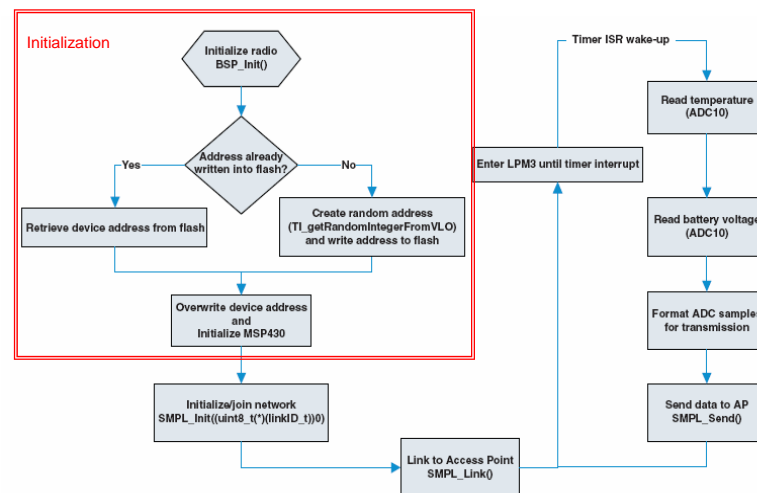 Initialization
Initialize radio
BSP_Init()
Address already
written into flash?
Yes
No
Retrieve device address from flash
Create random address
(TI_getRandomIntegerFromVLO)
and write address to flash
Overwrite device address
and
Initialize MSP430
Initialize/join network
SMPL_Init((uint8_t(*)(linkID_t))0)
Link to Access Point
SMPL_Link()
Enter LPM3 until timer interrupt
Timer ISR wake-up
Read temperature
(ADC10)
Read battery voltage
(ADC10)
Format ADC samples
for transmission
Send data to AP
SMPL_Send()